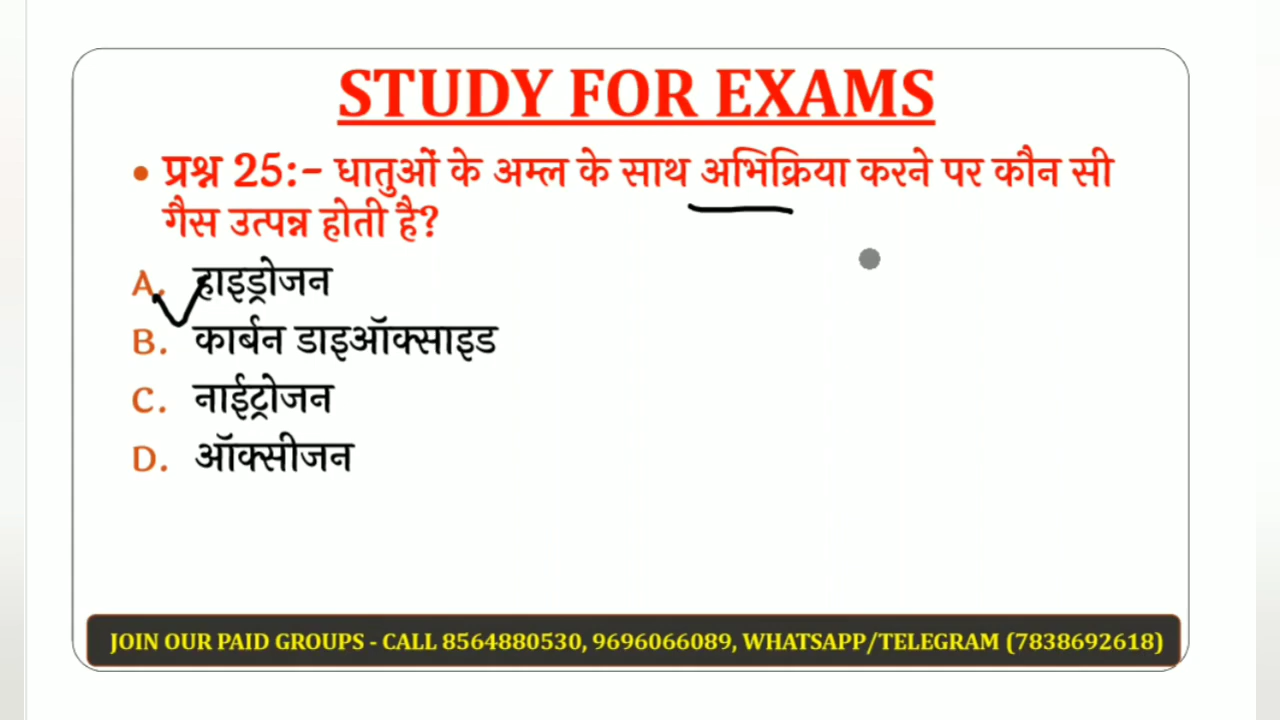 STUDY FOR EXAMS
• प्रश्न 25:- धातुओं के अम्ल के साथ अभिक्रिया करने पर कौन सी
गैस उत्पन्न होती है?
A. हाइड्रोजन
B. कार्बन डाइऑक्साइड
C. नाईट्रोजन
D. ऑक्सीजन
JOIN OUR PAID GROUPS - CALL 8564880530, 9696066089, WHATSAPP/TELEGRAM (7838692618)